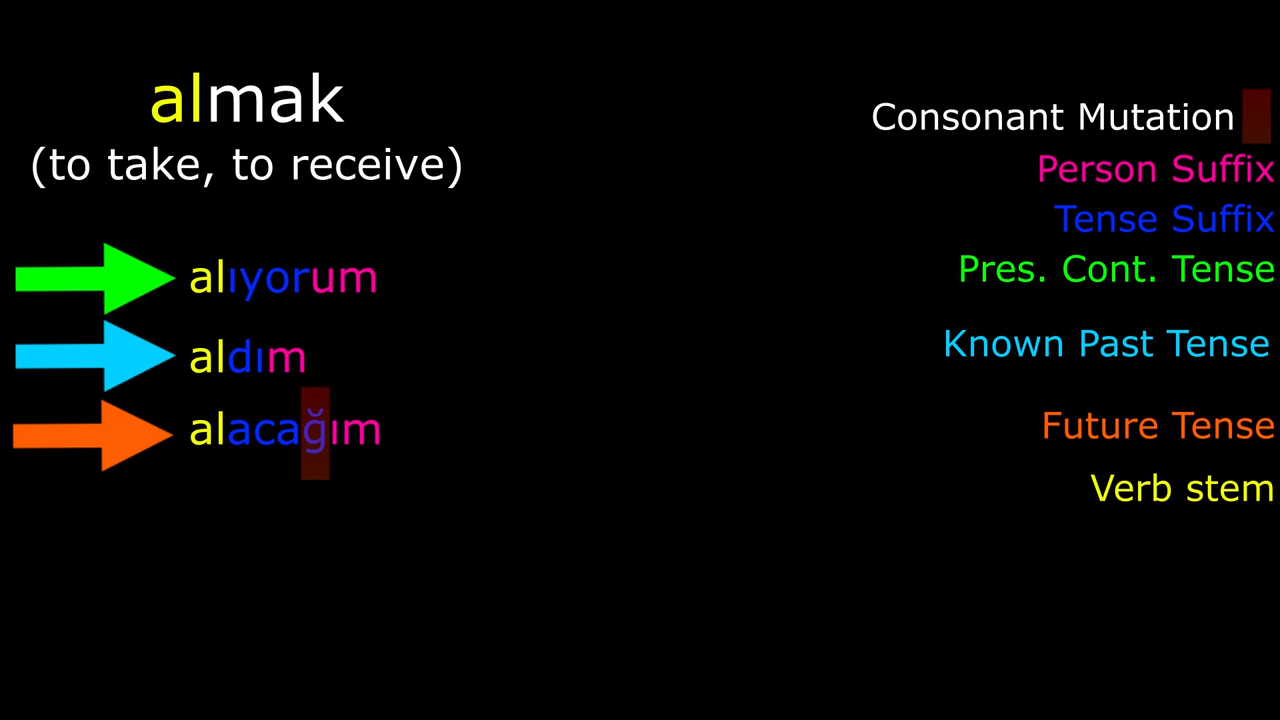 almak
(to take, to receive)
alıyorum
aldım
alacağım
Consonant Mutation
Person Suffix
Tense Suffix
Pres. Cont. Tense
Known Past Tense
Future Tense
Verb stem